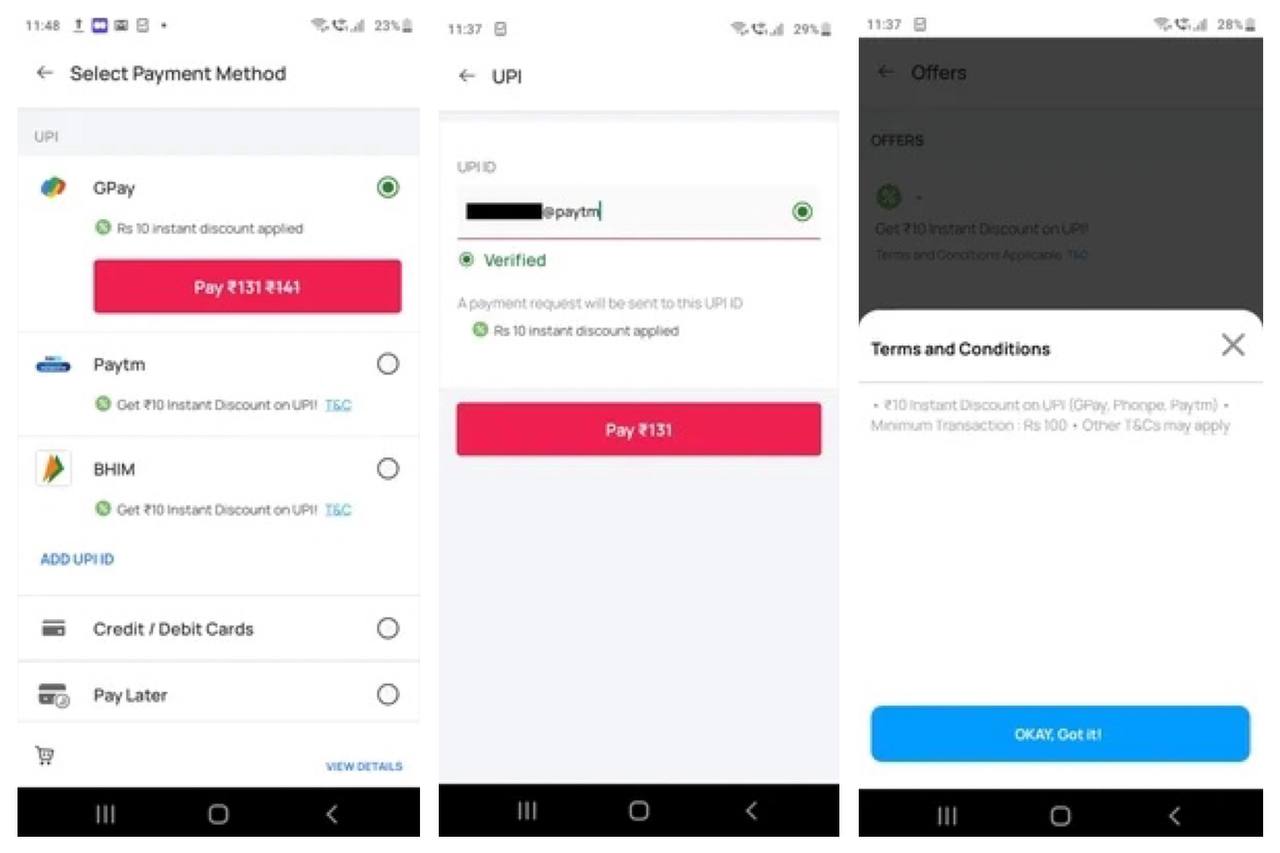 11:48
23%
Select Payment Method
UPI
GPay
Rs 10 instant discount applied
Pay ₹131 ₹141
Paytm
Get ₹10 Instant Discount on UPI! T&C
BHIM
Get ₹10 Instant Discount on UPI! T&C
ADD UPI ID
Credit / Debit Cards
Pay Later
VIEW DETAILS
11:37
29%
UPI
UPI ID
@paytm
Verified
A payment request will be sent to this UPI ID
Rs 10 instant discount applied
Pay ₹131
11:37
28%
Offers
OFFERS
-
Get ₹10 Instant Discount on UPI!
Terms and Conditions Applicable T&C
Terms and Conditions
• ₹10 Instant Discount on UPI (GPay, Phonpe, Paytm) •
Minimum Transaction : Rs 100 • Other T&Cs may apply
OKAY, Got it!